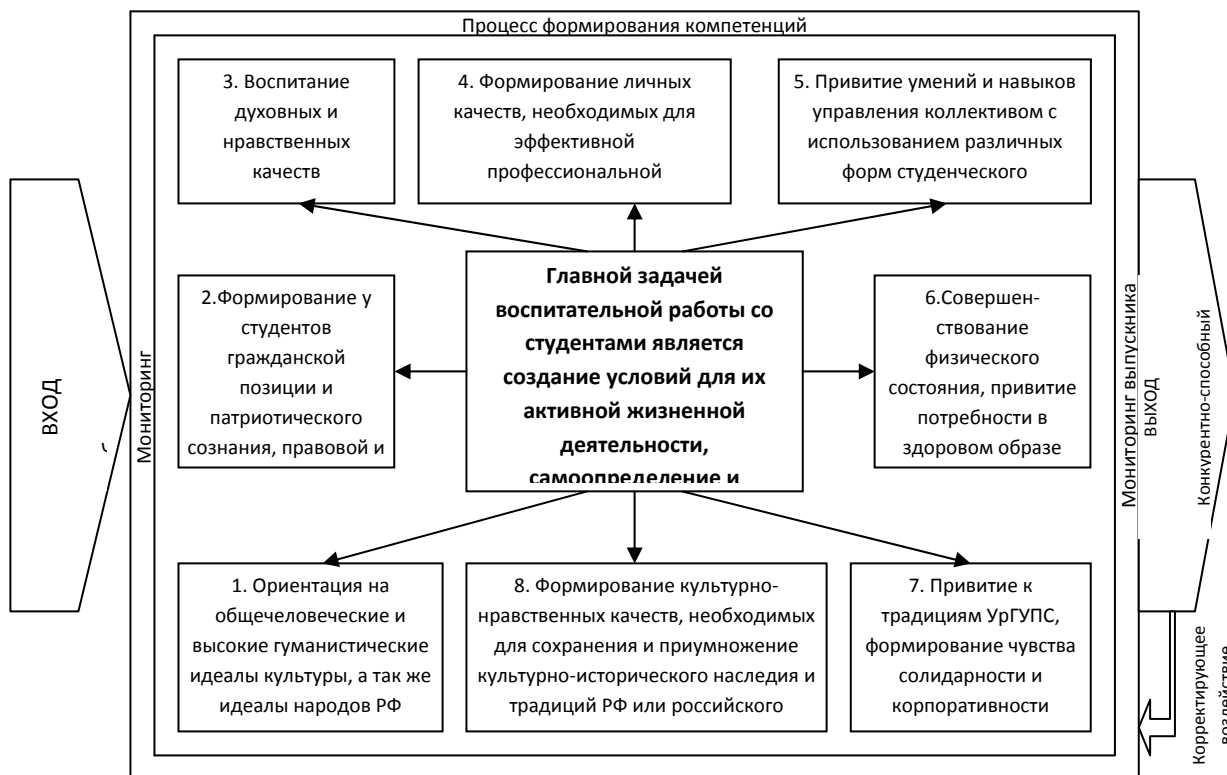 Процесс формирования компетенций
3. Воспитание
духовных и
нравственных
качеств
4. Формирование личных
качеств, необходимых для
эффективной
профессиональной
5. Привитие умений и навыков
управления коллективом с
использованием различных
форм студенческого
ВХОД
Мониторинг
2.Формирование у
студентов
гражданской
позиции и
патриотического
сознания, правовой и
Главной задачей
воспитательной работы со
студентами является
создание условий для их
активной жизненной
деятельности,
самоопределение и
6.Совершен-
ствование
физического
состояния, привитие
потребности в
здоровом образе
Мониторинг выпускника
ВЫХОД
Конкурентно-способный
1. Ориентация на
общечеловеческие и
высокие гуманистические
идеалы культуры, а так же
идеалы народов РФ
8. Формирование культурно-
нравственных качеств, необходимых
для сохранения и приумножение
культурно-исторического наследия и
традиций РФ или российского
7. Привитие к
традициям УрГУПС,
формирование чувства
солидарности и
корпоративности
Корректирующее
воздействие